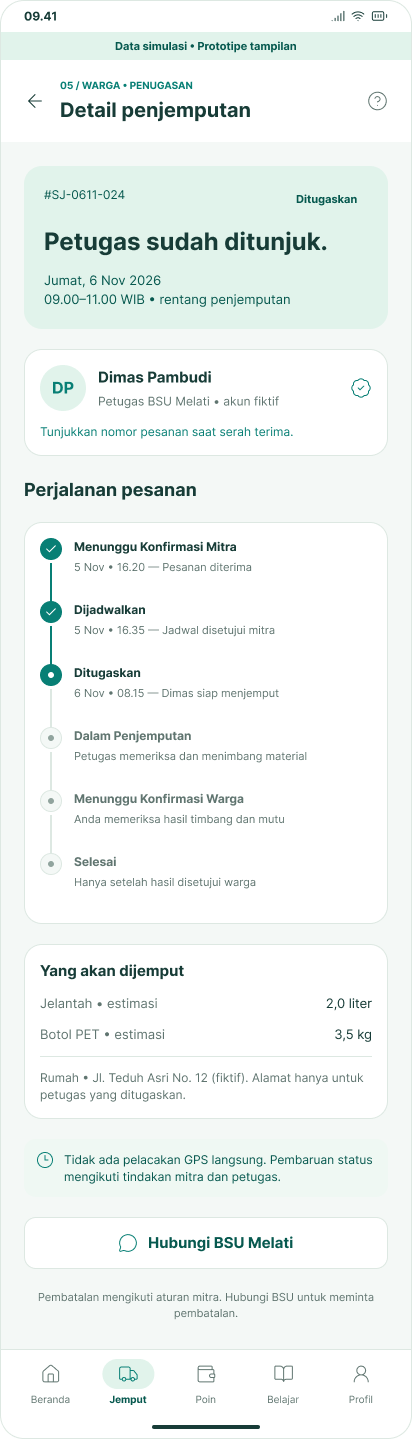 09.41
Data simulasi • Prototipe tampilan
05 / WARGA • PENUGASAN
Detail penjemputan
#SJ-0611-024
Ditugaskan
Petugas sudah ditunjuk.
Jumat, 6 Nov 2026
09.00–11.00 WIB • rentang penjemputan
DP
Dimas Pambudi
Petugas BSU Melati • akun fiktif
Tunjukkan nomor pesanan saat serah terima.
Perjalanan pesanan
Menunggu Konfirmasi Mitra
5 Nov • 16.20 — Pesanan diterima
Dijadwalkan
5 Nov • 16.35 — Jadwal disetujui mitra
Ditugaskan
6 Nov • 08.15 — Dimas siap menjemput
Dalam Penjemputan
Petugas memeriksa dan menimbang material
Menunggu Konfirmasi Warga
Anda memeriksa hasil timbang dan mutu
Selesai
Hanya setelah hasil disetujui warga
Yang akan dijemput
Jelantah • estimasi 2,0 liter
Botol PET • estimasi 3,5 kg
Rumah • Jl. Teduh Asri No. 12 (fiktif). Alamat hanya untuk
petugas yang ditugaskan.
Tidak ada pelacakan GPS langsung. Pembaruan status
mengikuti tindakan mitra dan petugas.
Hubungi BSU Melati
Pembatalan mengikuti aturan mitra. Hubungi BSU untuk meminta
pembatalan.
Beranda Jemput Poin Belajar Profil